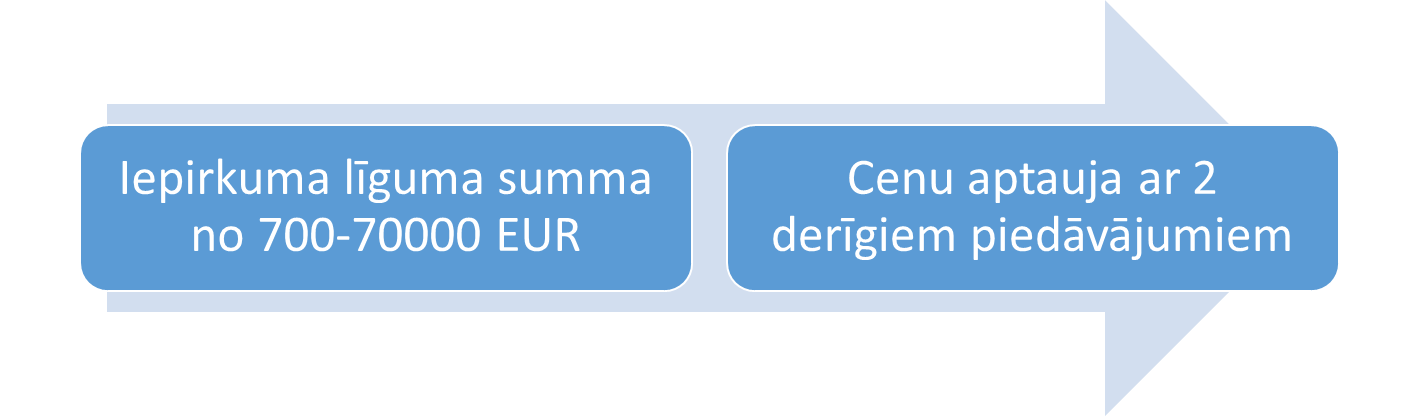 Iepirkuma līguma summa
no 700-70000 EUR
Cenu aptauja ar 2
derīgiem piedāvājumiem